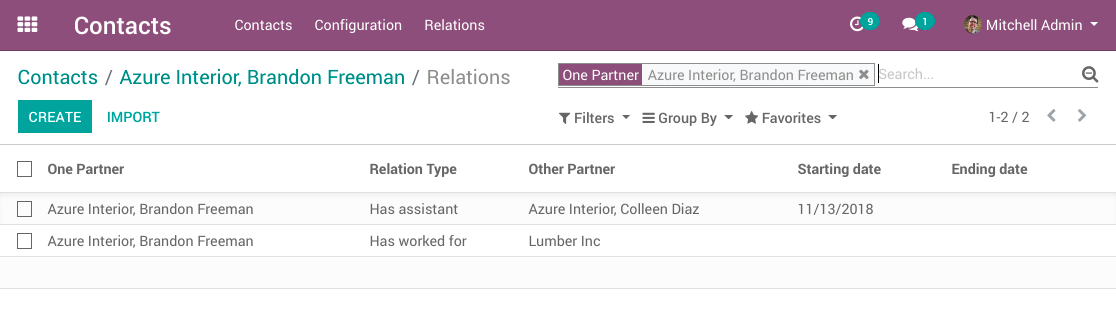 Contacts Contacts Configuration Relations 9 1 Mitchell Admin
Contacts / Azure Interior, Brandon Freeman / Relations One Partner Azure Interior, Brandon Freeman Search...
CREATE IMPORT Filters Group By Favorites 1-2 / 2
One Partner Relation Type Other Partner Starting date Ending date
Azure Interior, Brandon Freeman Has assistant Azure Interior, Colleen Diaz 11/13/2018
Azure Interior, Brandon Freeman Has worked for Lumber Inc